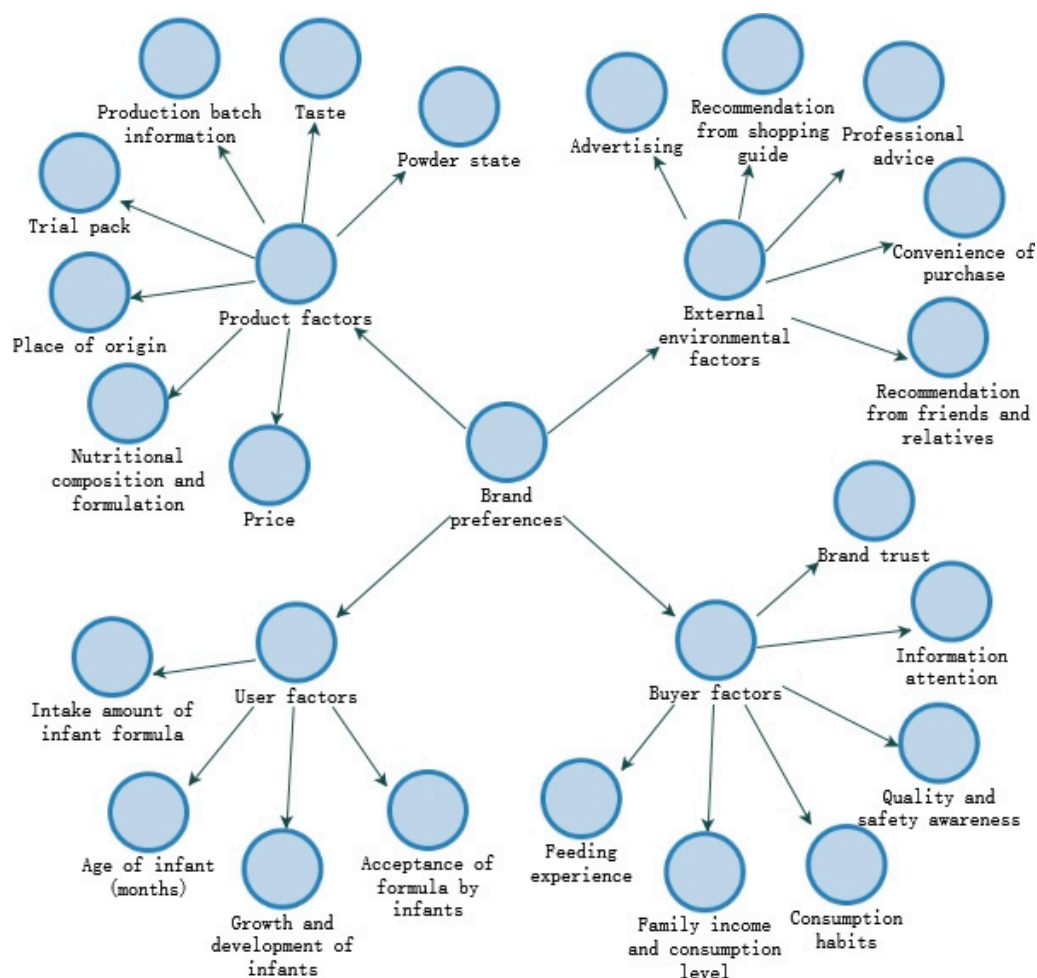 Production batch
information
Taste
Powder state
Trial pack
Place of origin
Product factors
Nutritional
composition and
formulation
Price
Advertising
Recommendation
from shopping
guide
Professional
advice
Convenience of
purchase
External
environmental
factors
Recommendation
from friends and
relatives
Brand
preferences
Intake amount of
infant formula
User factors
Age of infant
(months)
Growth and
development of
infants
Acceptance of
formula by
infants
Brand trust
Information
attention
Buyer factors
Quality and
safety awareness
Feeding
experience
Family income
and consumption
level
Consumption
habits